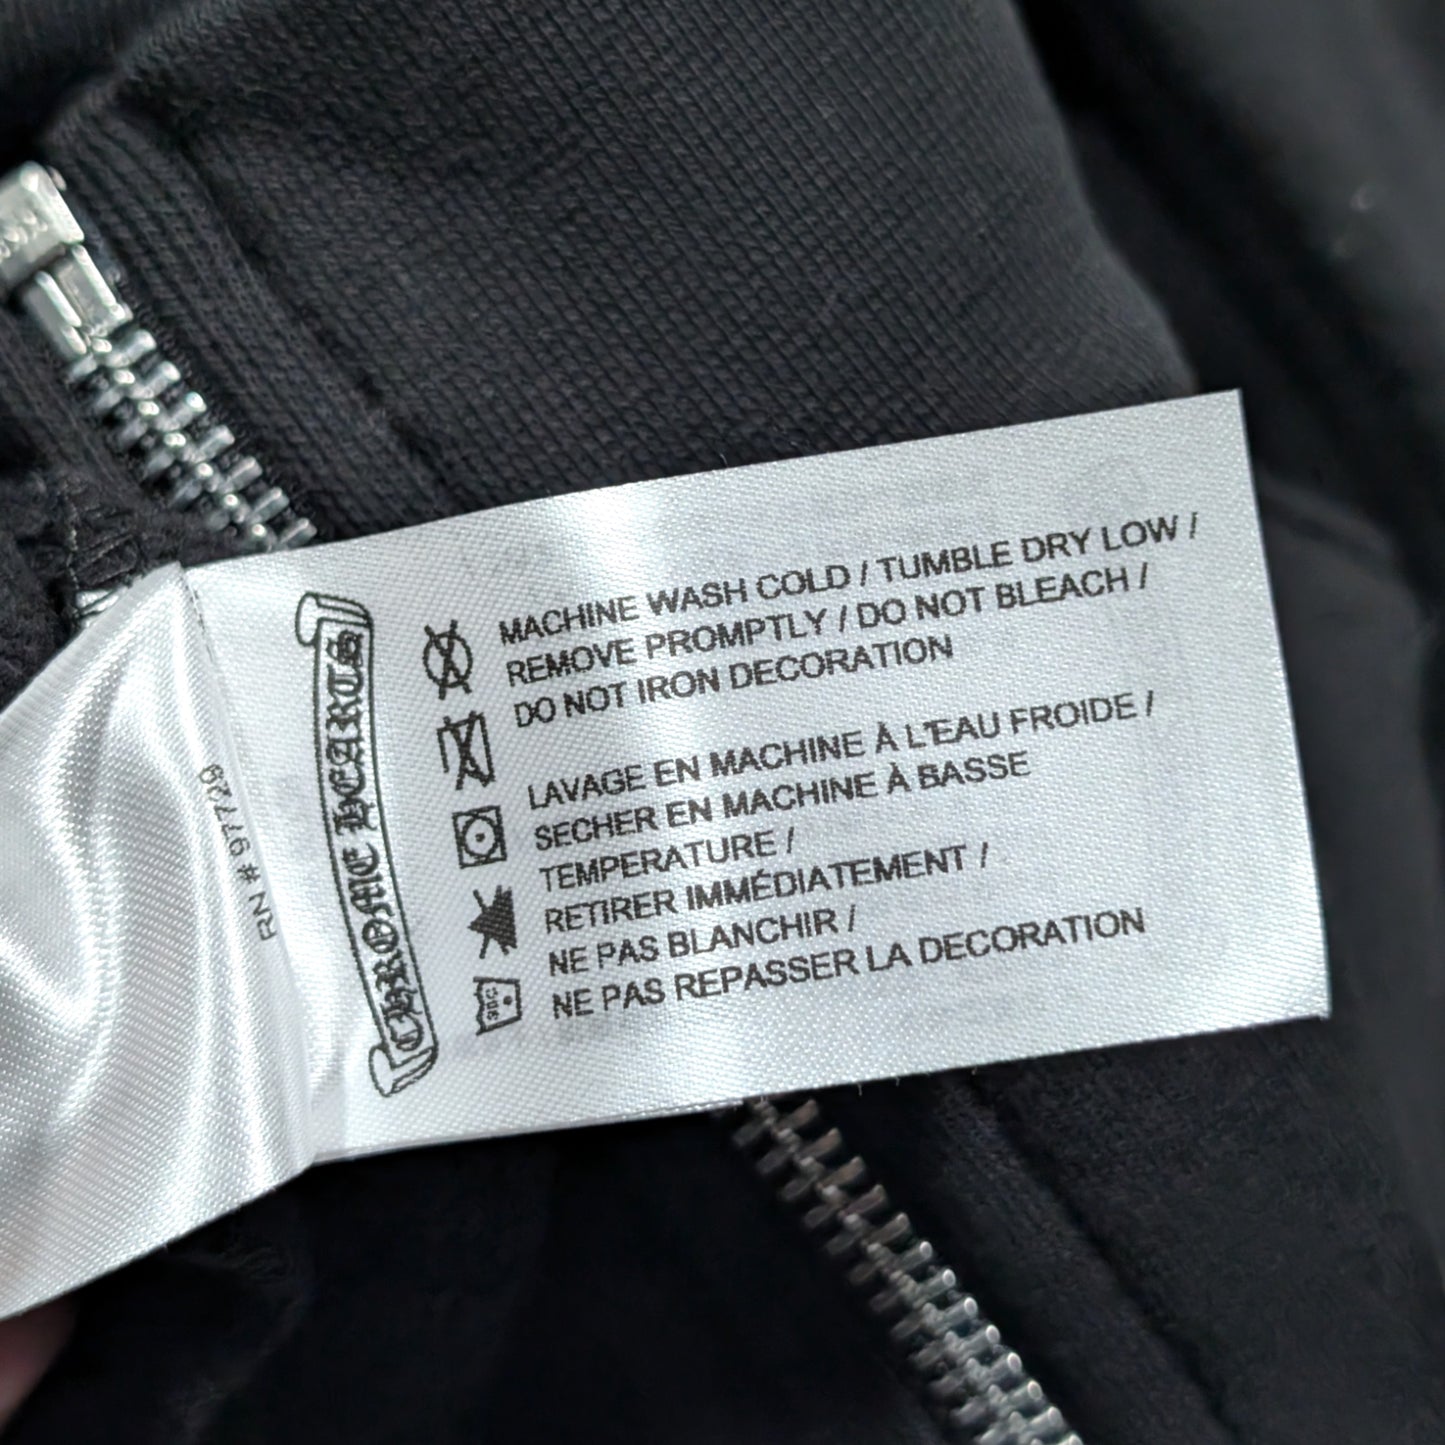 MACHINE WASH COLD / TUMBLE DRY LOW /
REMOVE PROMPTLY / DO NOT BLEACH /
DO NOT IRON DECORATION
LAVAGE EN MACHINE À L'EAU FROIDE /
SECHER EN MACHINE À BASSE
TEMPERATURE /
RETIRER IMMÉDIATEMENT /
NE PAS BLANCHIR /
NE PAS REPASSER LA DECORATION
CHROME HEARTS
RN # 97729
30C